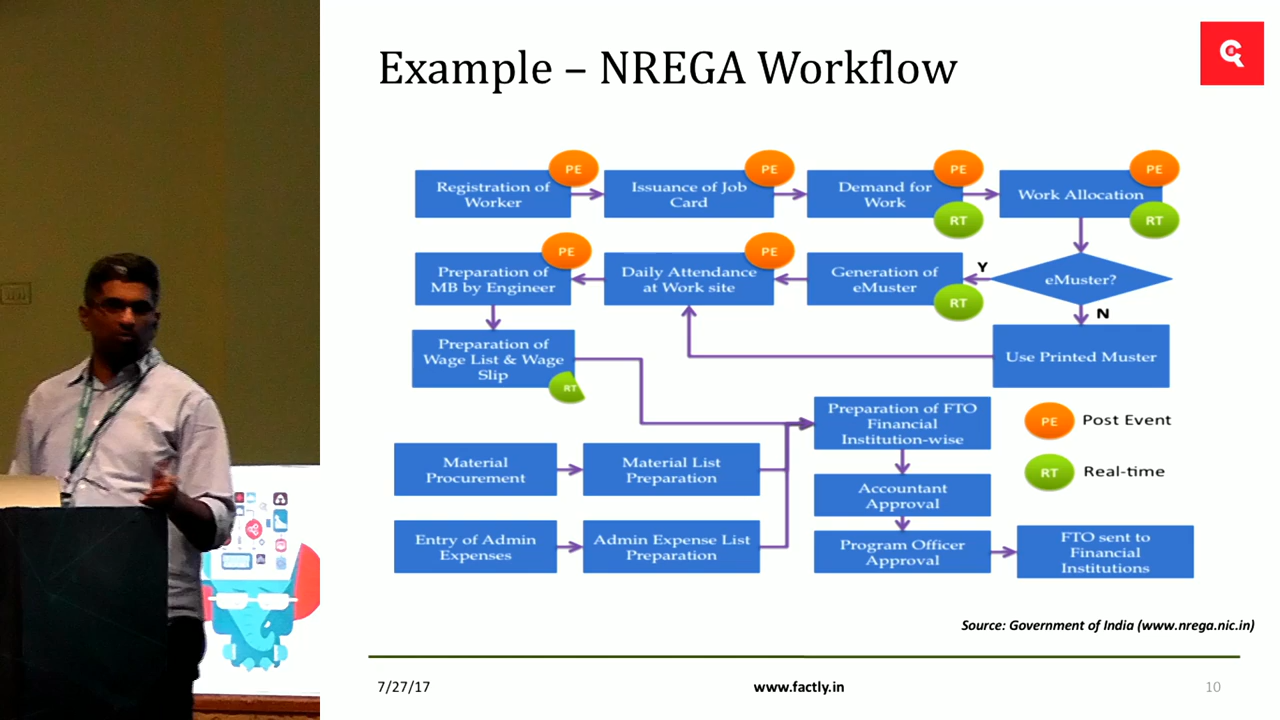 Example – NREGA Workflow
PE
PE
PE
PE
Registration of
Worker
Issuance of Job
Card
Demand for
Work
Work Allocation
RT
RT
PE
PE
Preparation of
MB by Engineer
Daily Attendance
at Work site
Generation of
eMuster
Y
eMuster?
RT
N
Preparation of
Wage List & Wage
Slip
RT
Use Printed Muster
Preparation of FTO
Financial
Institution-wise
PE
Post Event
Material
Procurement
Material List
Preparation
RT
Real-time
Accountant
Approval
Entry of Admin
Expenses
Admin Expense List
Preparation
Program Officer
Approval
FTO sent to
Financial
Institutions
Source: Government of India (www.nrega.nic.in)
7/27/17
www.factly.in
10